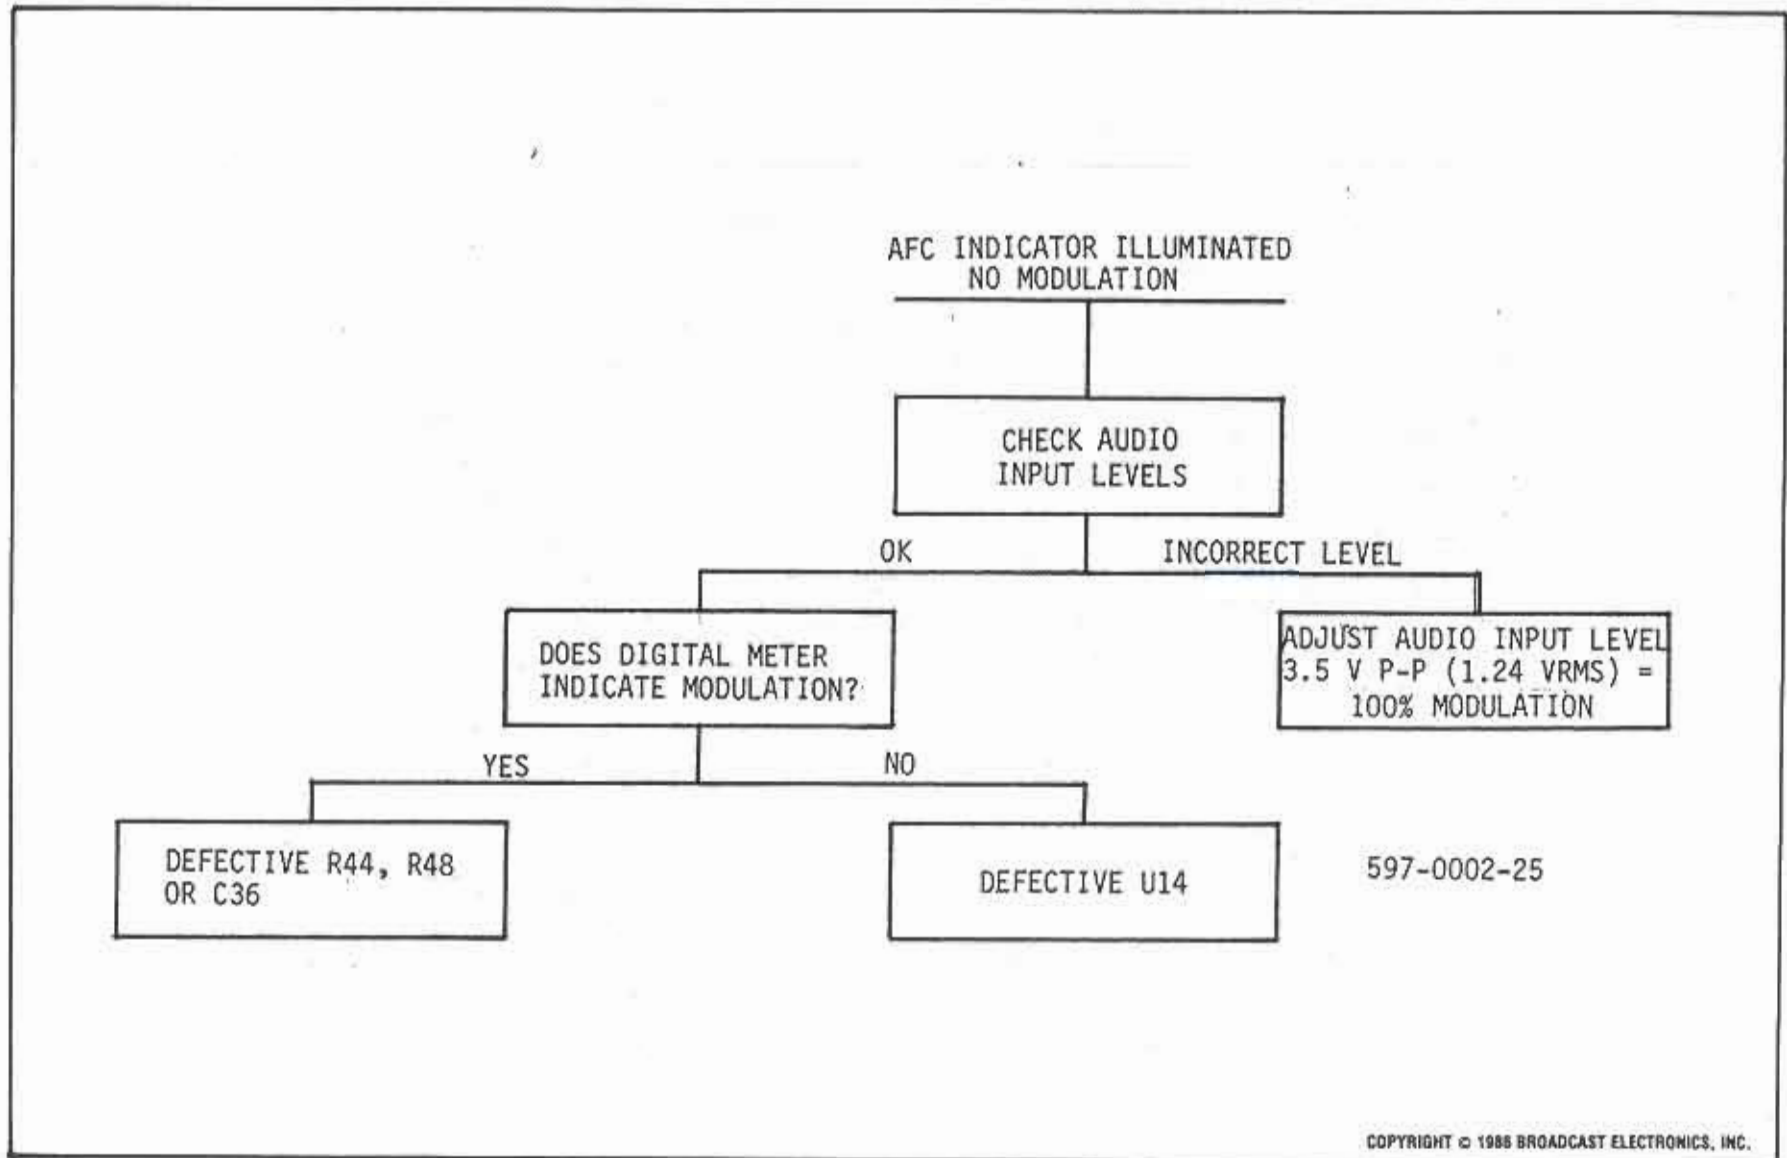 AFC INDICATOR ILLUMINATED
NO MODULATION
CHECK AUDIO
INPUT LEVELS
OK
INCORRECT LEVEL
DOES DIGITAL METER
INDICATE MODULATION?
ADJUST AUDIO INPUT LEVEL
3.5 V P-P (1.24 VRMS) =
100% MODULATION
YES
NO
DEFECTIVE R44, R48
OR C36
DEFECTIVE U14
597-0002-25
COPYRIGHT © 1986 BROADCAST ELECTRONICS, INC.